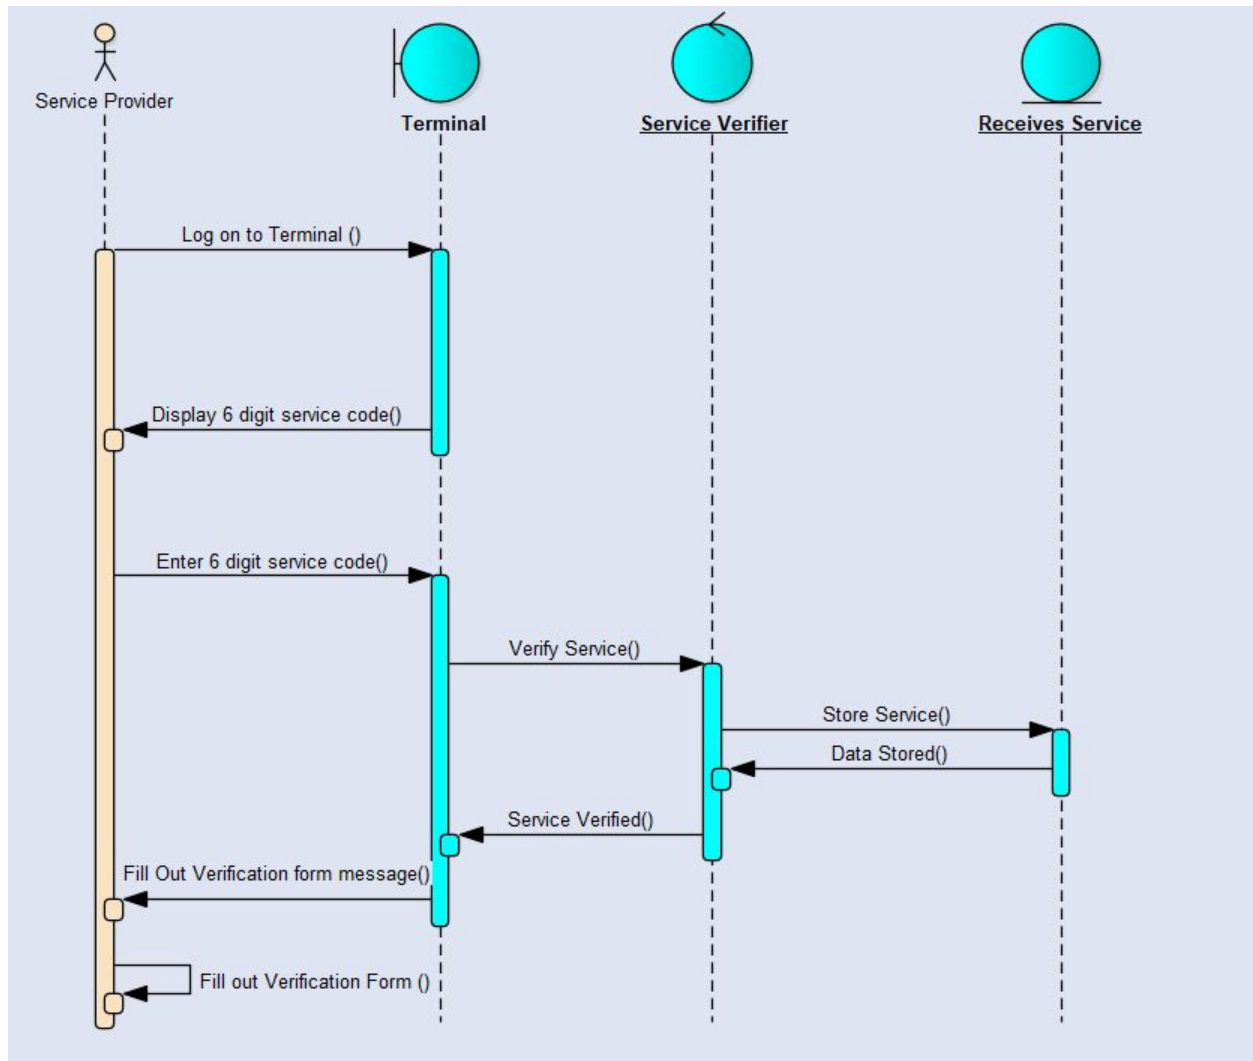 Service Provider
Terminal
Service Verifier
Receives Service
Log on to Terminal ()
Display 6 digit service code()
Enter 6 digit service code()
Verify Service()
Store Service()
Data Stored()
Service Verified()
Fill Out Verification form message()
Fill out Verification Form ()